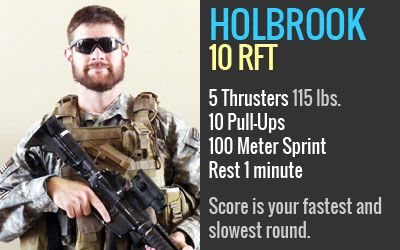 HOLBROOK
10 RFT
5 Thrusters 115 lbs.
10 Pull-Ups
100 Meter Sprint
Rest 1 minute
Score is your fastest and
slowest round.